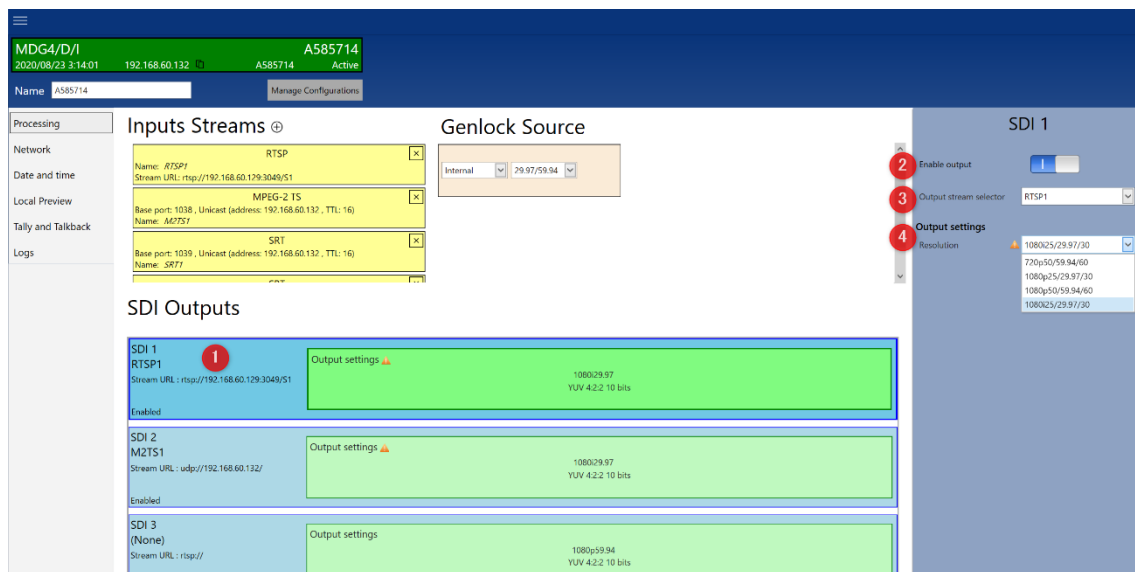 MDG4/D/I A585714
2020/08/23 3:14:01 192.168.60.132 A585714 Active
Name A585714 Manage Configurations
Processing
Network
Date and time
Local Preview
Tally and Talkback
Logs
Inputs Streams
RTSP
Name: RTSP1
Stream URL: rtsp://192.168.60.129:3049/S1
MPEG-2 TS
Base port: 1038 , Unicast (address: 192.168.60.132 , TTL: 16)
Name: M2TS1
SRT
Base port: 1039 , Unicast (address: 192.168.60.132 , TTL: 16)
Name: SRT1
Genlock Source
Internal 29.97/59.94
SDI Outputs
SDI 1
RTSP1
Stream URL : rtsp://192.168.60.129:3049/S1
Enabled
1
Output settings
1080i29.97
YUV 4:2:2 10 bits
SDI 2
M2TS1
Stream URL : udp://192.168.60.132/
Enabled
Output settings
1080i29.97
YUV 4:2:2 10 bits
SDI 3
(None)
Stream URL : rtsp://
Output settings
1080p59.94
YUV 4:2:2 10 bits
SDI 1
2 Enable output
3 Output stream selector RTSP1
Output settings
4 Resolution 1080i25/29.97/30
720p50/59.94/60
1080p25/29.97/30
1080p50/59.94/60
1080i25/29.97/30